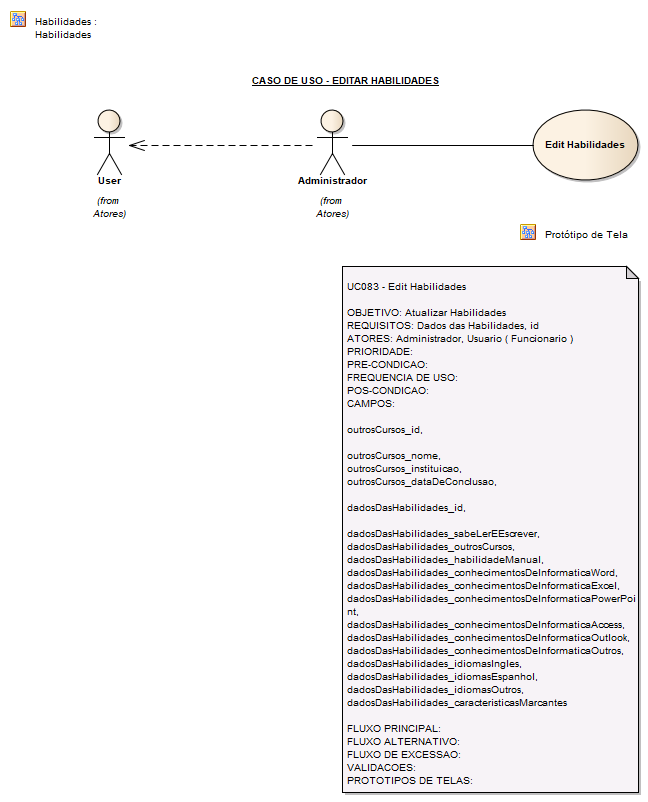 Habilidades :
Habilidades
CASO DE USO - EDITAR HABILIDADES
User
(from
Atores)
Administrador
(from
Atores)
Edit Habilidades
Protótipo de Tela
UC083 - Edit Habilidades
OBJETIVO: Atualizar Habilidades
REQUISITOS: Dados das Habilidades, id
ATORES: Administrador, Usuario ( Funcionario )
PRIORIDADE:
PRE-CONDICAO:
FREQUENCIA DE USO:
POS-CONDICAO:
CAMPOS:
outrosCursos_id,
outrosCursos_nome,
outrosCursos_instituicao,
outrosCursos_dataDeConclusao,
dadosDasHabilidades_id,
dadosDasHabilidades_sabeLerEEscrever,
dadosDasHabilidades_outrosCursos,
dadosDasHabilidades_habilidadeManual,
dadosDasHabilidades_conhecimentosDeInformaticaWord,
dadosDasHabilidades_conhecimentosDeInformaticaExcel,
dadosDasHabilidades_conhecimentosDeInformaticaPowerPoi
nt,
dadosDasHabilidades_conhecimentosDeInformaticaAccess,
dadosDasHabilidades_conhecimentosDeInformaticaOutlook,
dadosDasHabilidades_conhecimentosDeInformaticaOutros,
dadosDasHabilidades_idiomasIngles,
dadosDasHabilidades_idiomasEspanhol,
dadosDasHabilidades_idiomasOutros,
dadosDasHabilidades_caracteristicasMarcantes
FLUXO PRINCIPAL:
FLUXO ALTERNATIVO:
FLUXO DE EXCESSAO:
VALIDACOES:
PROTOTIPOS DE TELAS: